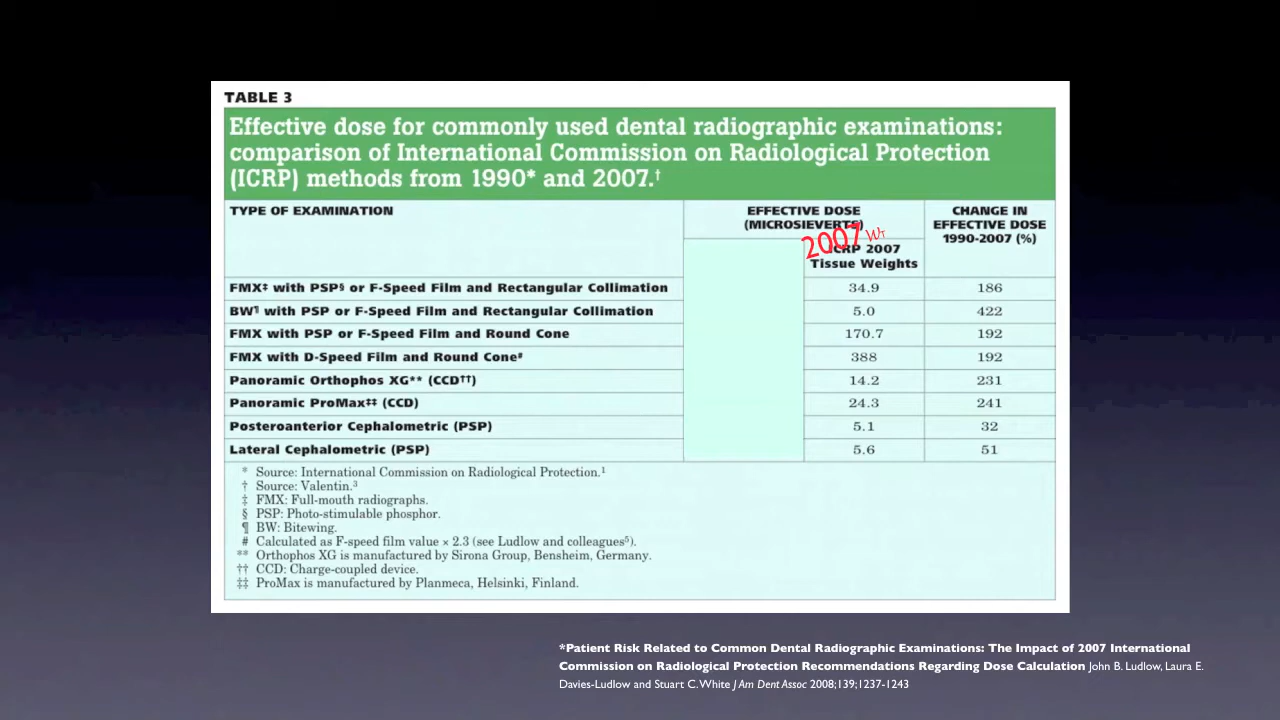 TABLE 3
Effective dose for commonly used dental radiographic examinations:
comparison of International Commission on Radiological Protection
(ICRP) methods from 1990* and 2007.†
TYPE OF EXAMINATION EFFECTIVE DOSE (MICROSIEVERTS) CHANGE IN EFFECTIVE DOSE 1990-2007 (%)
2007 WT
ICRP 2007
Tissue Weights
FMX‡ with PSP§ or F-Speed Film and Rectangular Collimation 34.9 186
BW¶ with PSP or F-Speed Film and Rectangular Collimation 5.0 422
FMX with PSP or F-Speed Film and Round Cone 170.7 192
FMX with D-Speed Film and Round Cone# 388 192
Panoramic Orthophos XG** (CCD††) 14.2 231
Panoramic ProMax‡‡ (CCD) 24.3 241
Posteroanterior Cephalometric (PSP) 5.1 32
Lateral Cephalometric (PSP) 5.6 51
* Source: International Commission on Radiological Protection.1
† Source: Valentin.3
‡ FMX: Full-mouth radiographs.
§ PSP: Photo-stimulable phosphor.
¶ BW: Bitewing.
# Calculated as F-speed film value × 2.3 (see Ludlow and colleagues5).
** Orthophos XG is manufactured by Sirona Group, Bensheim, Germany.
†† CCD: Charge-coupled device.
‡‡ ProMax is manufactured by Planmeca, Helsinki, Finland.
*Patient Risk Related to Common Dental Radiographic Examinations: The Impact of 2007 International
Commission on Radiological Protection Recommendations Regarding Dose Calculation John B. Ludlow, Laura E.
Davies-Ludlow and Stuart C. White J Am Dent Assoc 2008;139;1237-1243